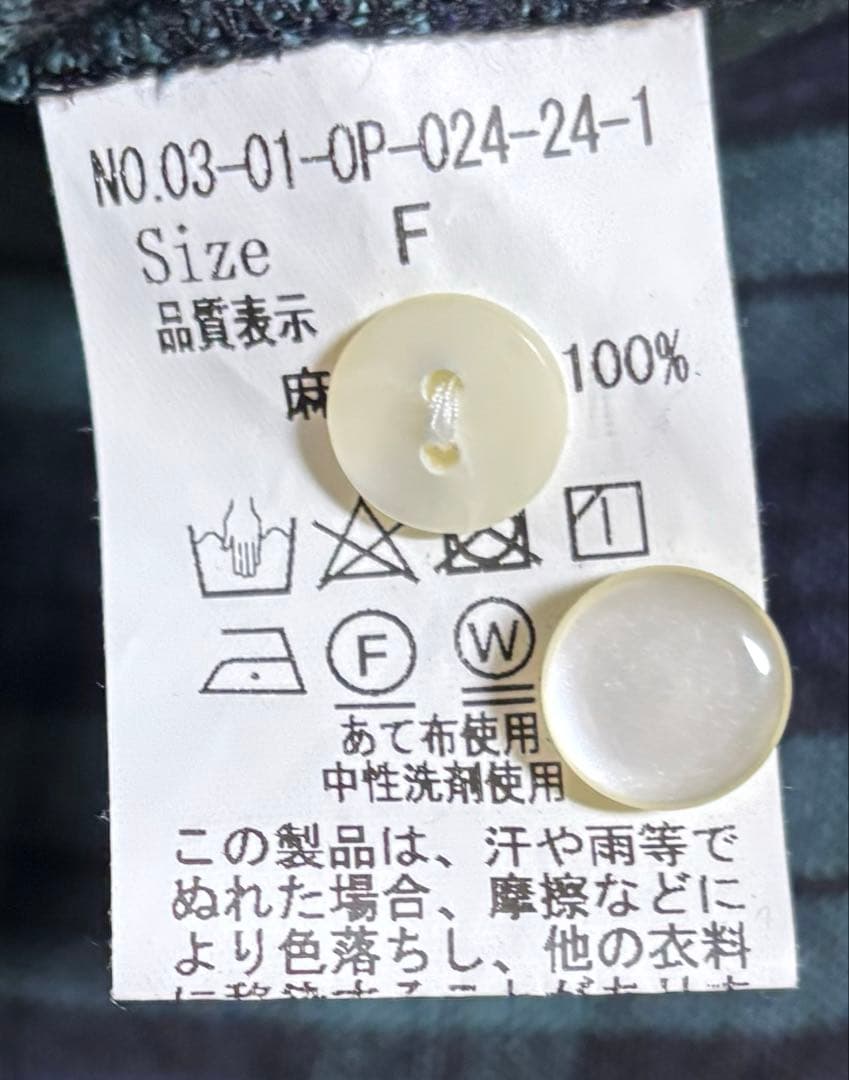 NO.03-01-OP-024-24-1
Size F
品質表示
麻 100%
F W
あて布使用
中性洗剤使用
この製品は、汗や雨等で
ぬれた場合、摩擦などに
より色落ちし、他の衣料